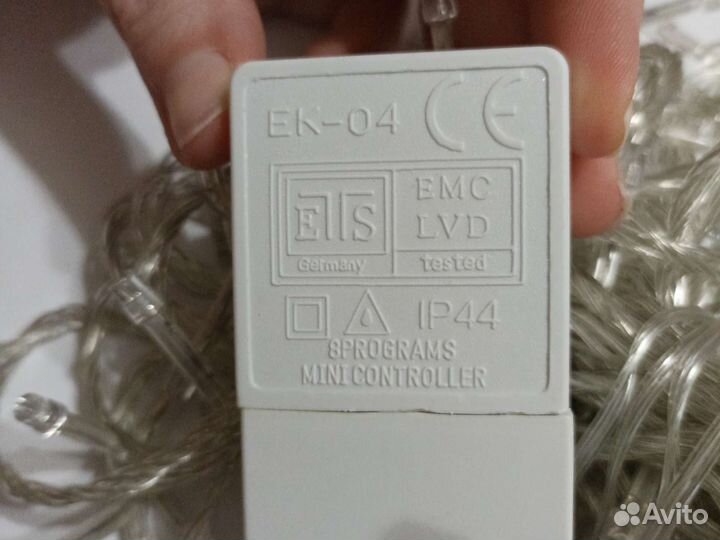 EK-04 CE
ETS EMC
LVD
Germany Tested
IP44
8PROGRAMS
MINI CONTROLLER
Avito